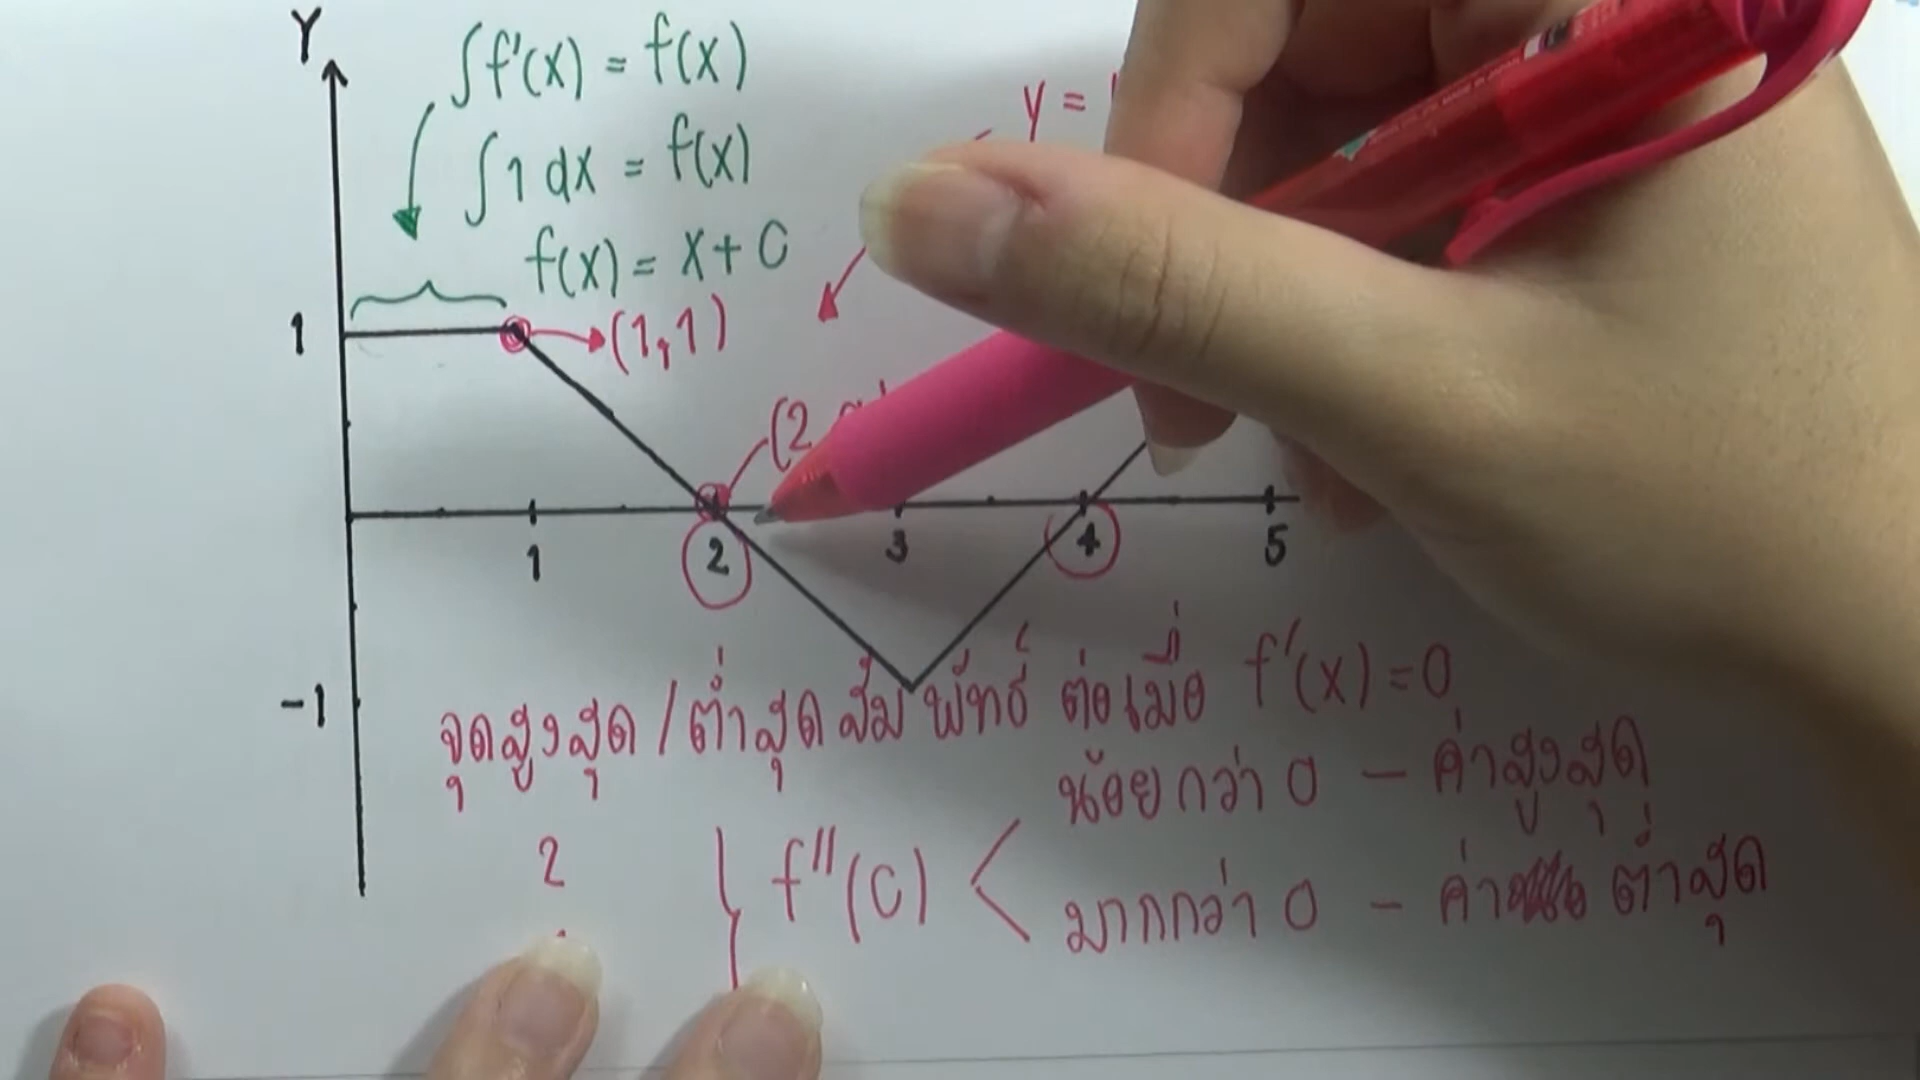 Y
∫f'(x) = f(x)
∫1 dx = f(x)
f(x) = x + C
y =
1
(1,1)
(2
1
2
3
4
5
-1
จุดสูงสุด / ต่ำสุดสัมพัทธ์ ต่อเมื่อ f'(x) = 0
น้อยกว่า 0 - ค่าสูงสุด
2
f''(c)
มากกว่า 0 - ค่า ต่ำสุด